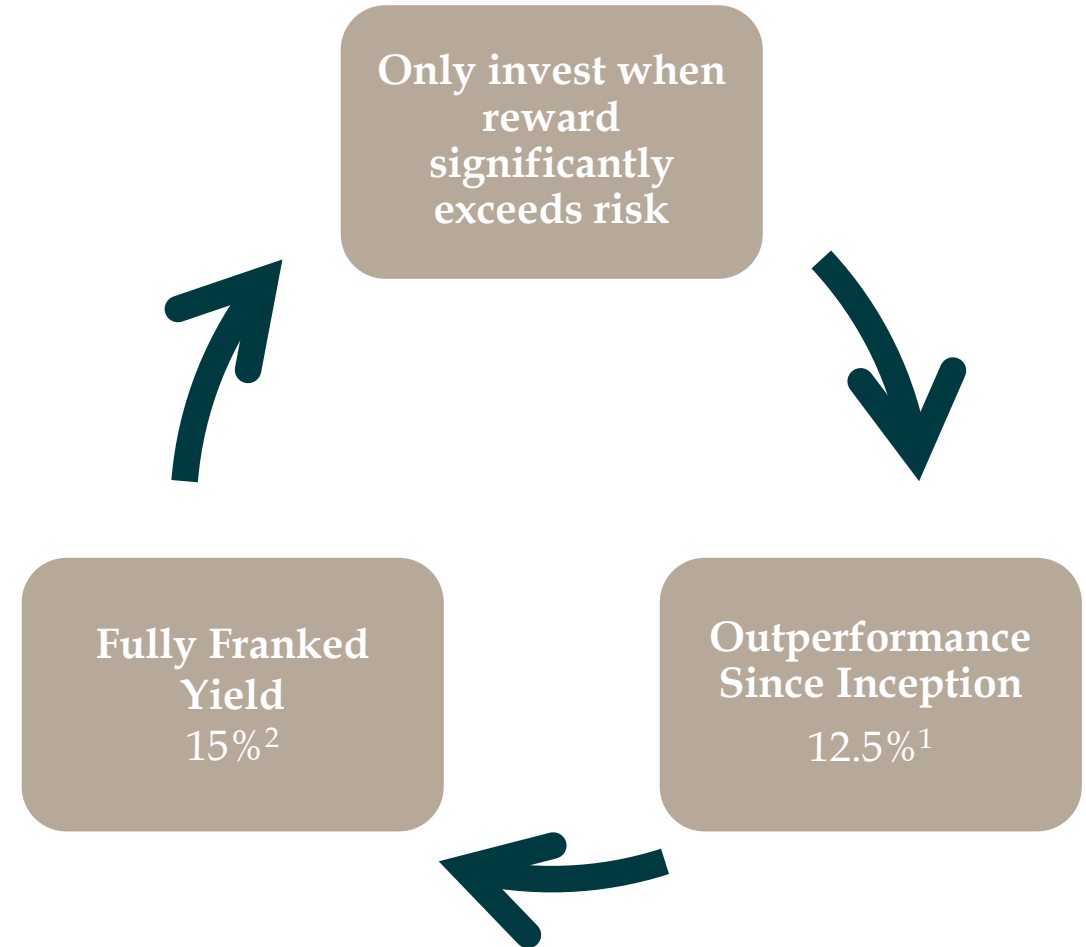 Only invest when
reward
significantly
exceeds risk
Fully Franked
Yield
15%²
Outperformance
Since Inception
12.5%¹